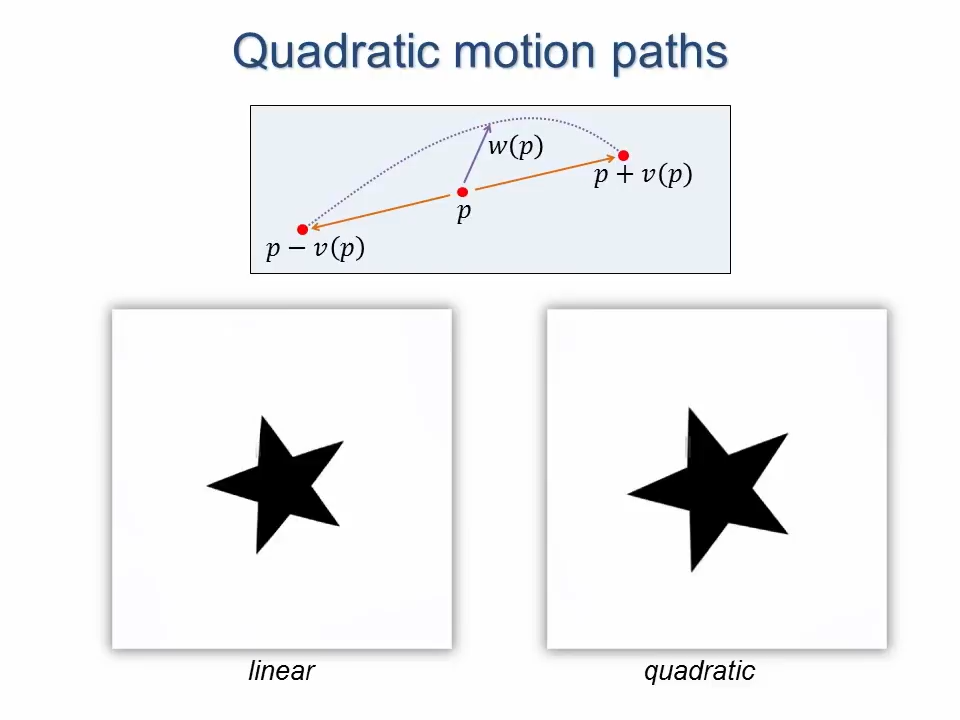 Quadratic motion paths
w(p)
p + v(p)
p
p − v(p)
linear
quadratic